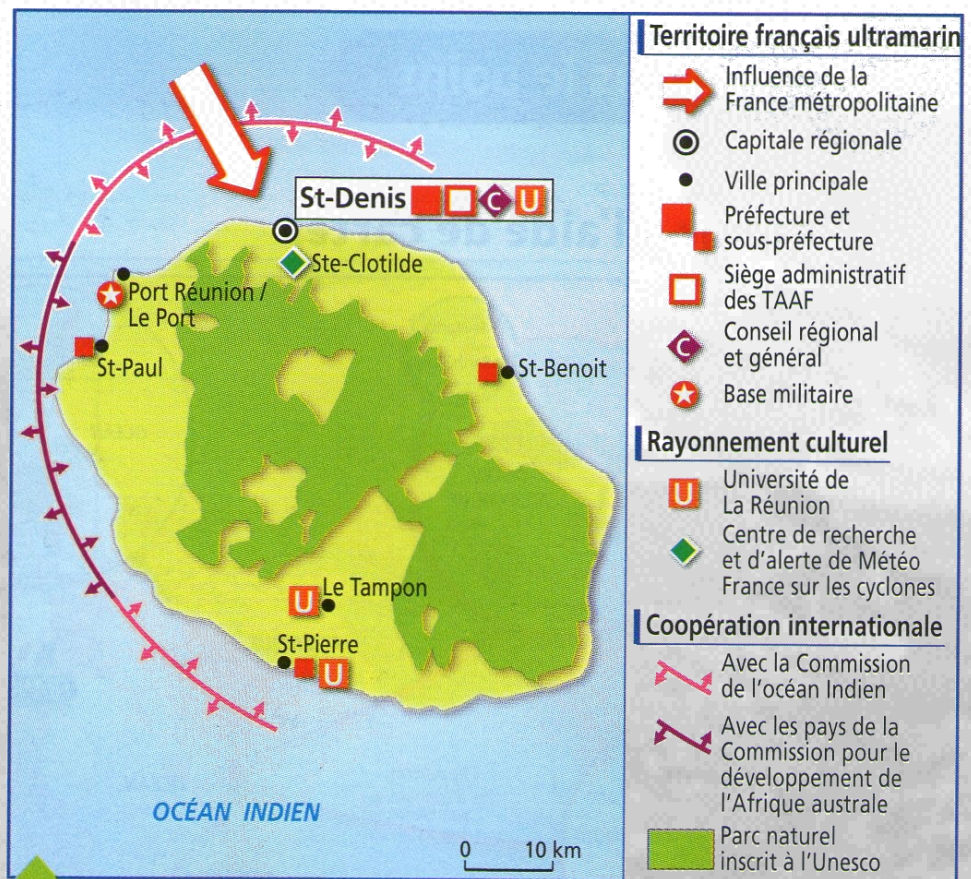 St-Denis C U
Ste-Clotilde
Port Réunion /
Le Port
St-Paul
St-Benoit
U Le Tampon
St-Pierre
U
OCÉAN INDIEN
0 10 km
Territoire français ultramarin
Influence de la
France métropolitaine
Capitale régionale
Ville principale
Préfecture et
sous-préfecture
Siège administratif
des TAAF
C Conseil régional
et général
Base militaire
Rayonnement culturel
U Université de
La Réunion
Centre de recherche
et d'alerte de Météo
France sur les cyclones
Coopération internationale
Avec la Commission
de l'océan Indien
Avec les pays de la
Commission pour le
développement de
l'Afrique australe
Parc naturel
inscrit à l'Unesco